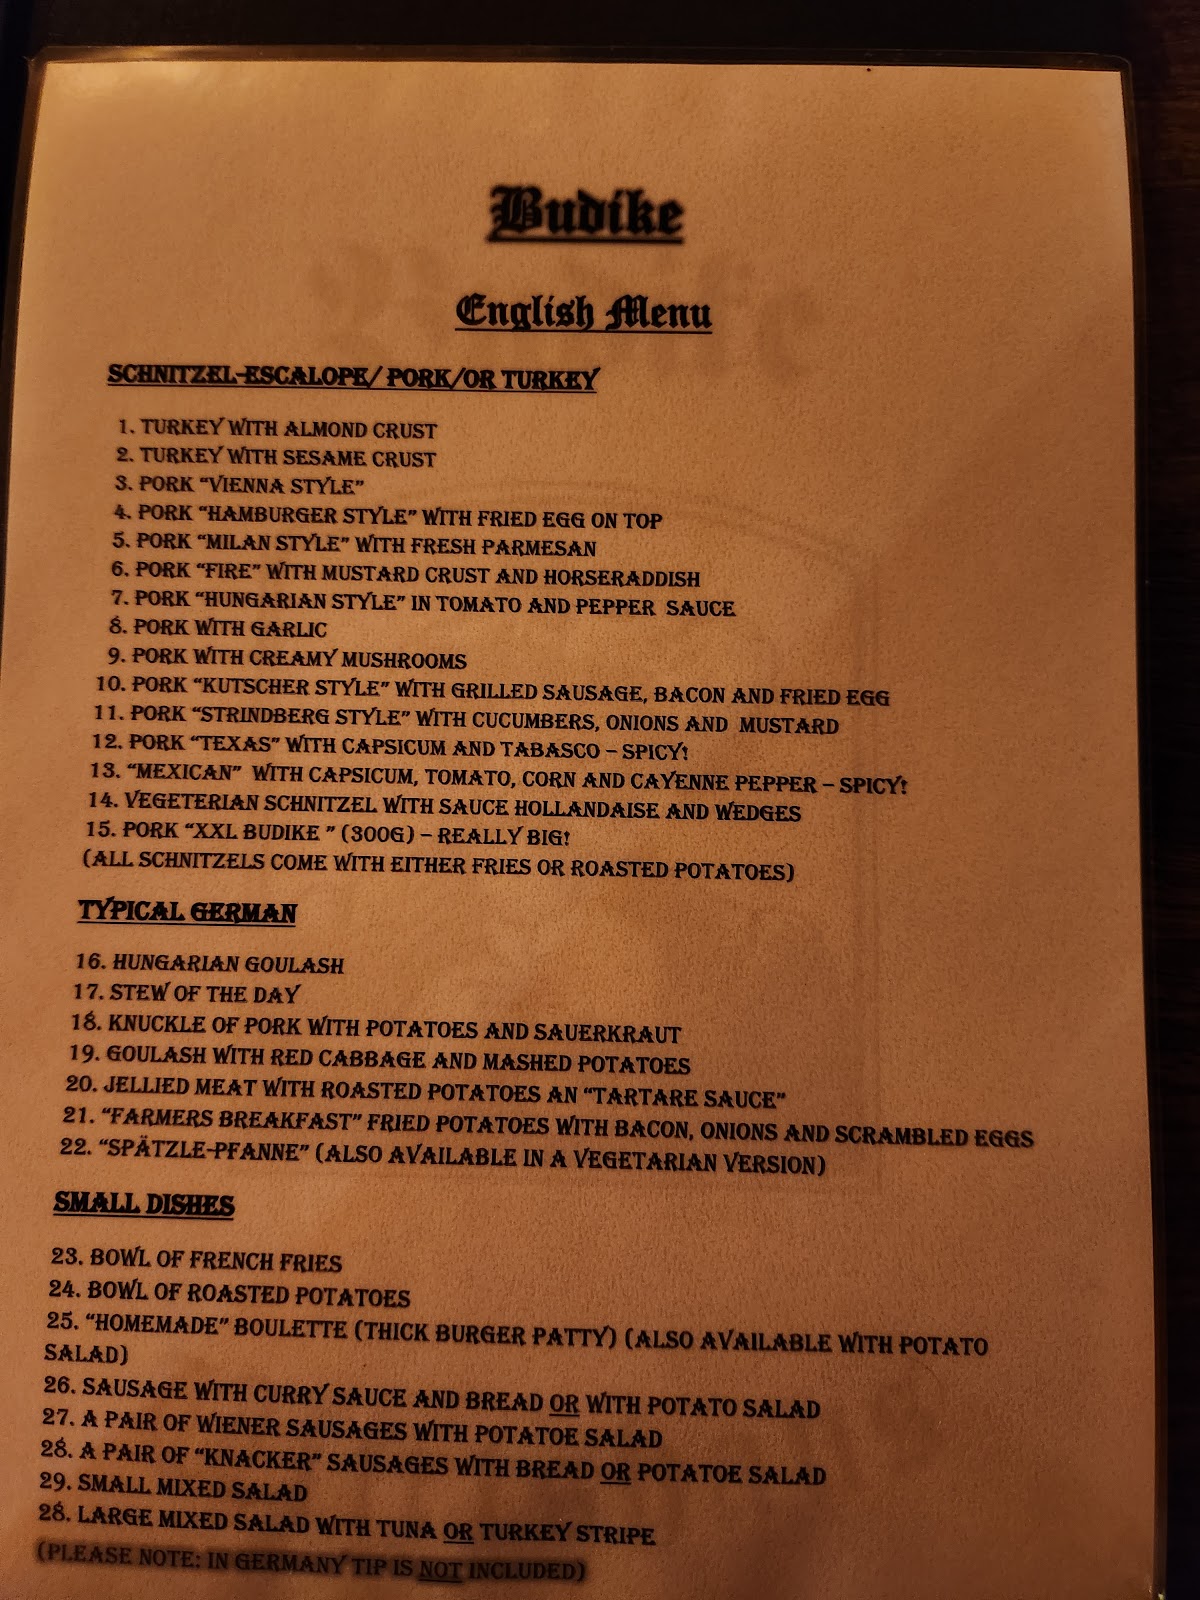 Budike
English Menu
SCHNITZEL-ESCALOPE/ PORK/OR TURKEY
1. TURKEY WITH ALMOND CRUST
2. TURKEY WITH SESAME CRUST
3. PORK “VIENNA STYLE”
4. PORK “HAMBURGER STYLE” WITH FRIED EGG ON TOP
5. PORK “MILAN STYLE” WITH FRESH PARMESAN
6. PORK “FIRE” WITH MUSTARD CRUST AND HORSERADDISH
7. PORK “HUNGARIAN STYLE” IN TOMATO AND PEPPER SAUCE
8. PORK WITH GARLIC
9. PORK WITH CREAMY MUSHROOMS
10. PORK “KUTSCHER STYLE” WITH GRILLED SAUSAGE, BACON AND FRIED EGG
11. PORK “STRINDBERG STYLE” WITH CUCUMBERS, ONIONS AND MUSTARD
12. PORK “TEXAS” WITH CAPSICUM AND TABASCO – SPICY!
13. “MEXICAN” WITH CAPSICUM, TOMATO, CORN AND CAYENNE PEPPER – SPICY!
14. VEGETERIAN SCHNITZEL WITH SAUCE HOLLANDAISE AND WEDGES
15. PORK “XXL BUDIKE ” (300G) – REALLY BIG!
(ALL SCHNITZELS COME WITH EITHER FRIES OR ROASTED POTATOES)
TYPICAL GERMAN
16. HUNGARIAN GOULASH
17. STEW OF THE DAY
18. KNUCKLE OF PORK WITH POTATOES AND SAUERKRAUT
19. GOULASH WITH RED CABBAGE AND MASHED POTATOES
20. JELLIED MEAT WITH ROASTED POTATOES AN “TARTARE SAUCE”
21. “FARMERS BREAKFAST” FRIED POTATOES WITH BACON, ONIONS AND SCRAMBLED EGGS
22. “SPÄTZLE-PFANNE” (ALSO AVAILABLE IN A VEGETARIAN VERSION)
SMALL DISHES
23. BOWL OF FRENCH FRIES
24. BOWL OF ROASTED POTATOES
25. “HOMEMADE” BOULETTE (THICK BURGER PATTY) (ALSO AVAILABLE WITH POTATO
SALAD)
26. SAUSAGE WITH CURRY SAUCE AND BREAD OR WITH POTATO SALAD
27. A PAIR OF WIENER SAUSAGES WITH POTATOE SALAD
28. A PAIR OF “KNACKER” SAUSAGES WITH BREAD OR POTATOE SALAD
29. SMALL MIXED SALAD
28. LARGE MIXED SALAD WITH TUNA OR TURKEY STRIPE
(PLEASE NOTE: IN GERMANY TIP IS NOT INCLUDED)